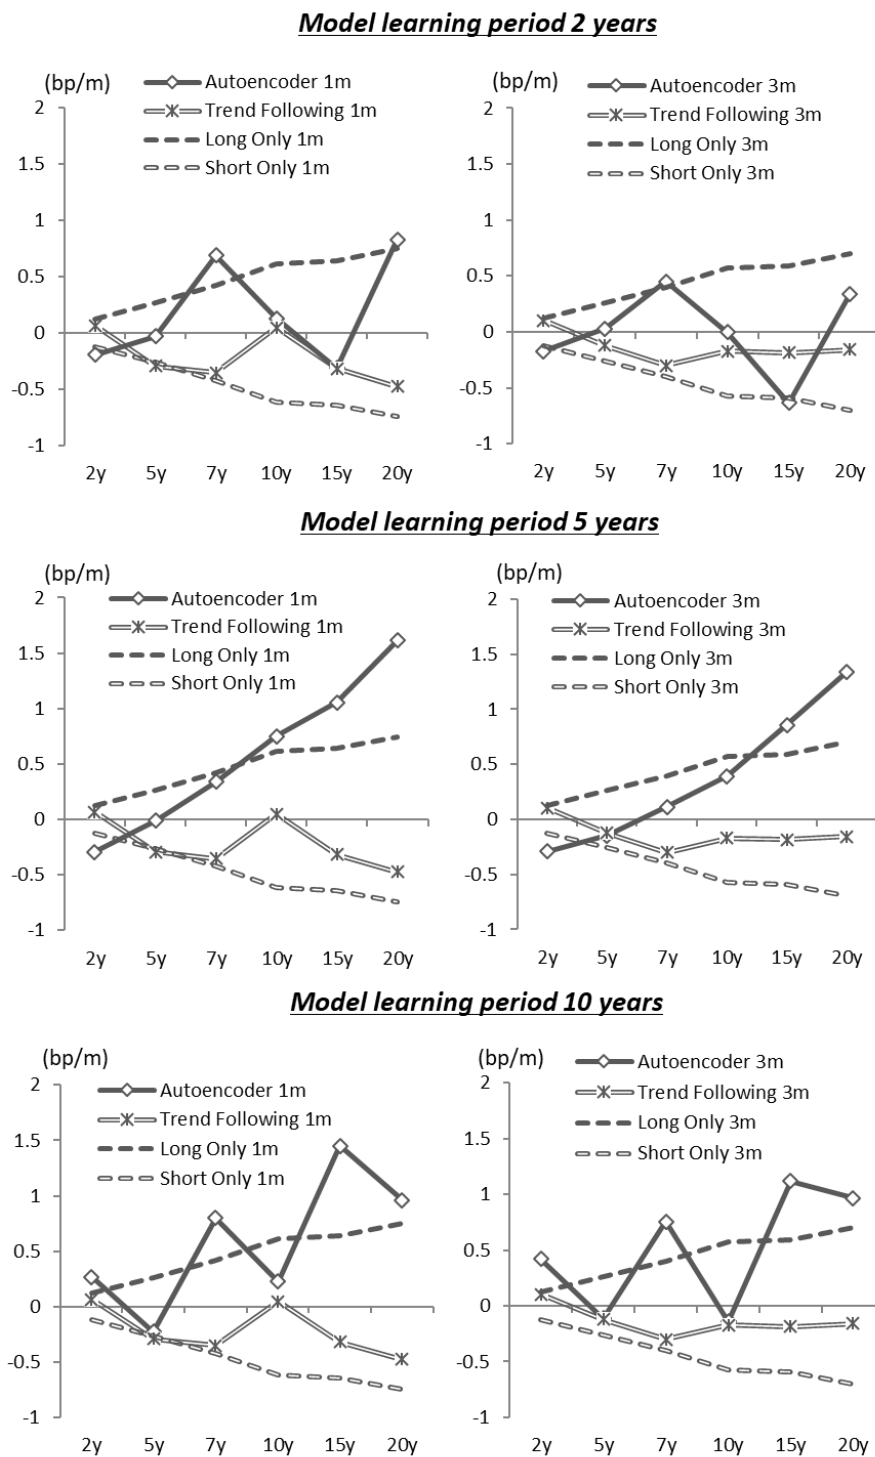 Model learning period 2 years
(bp/m)
Autoencoder 1m
Trend Following 1m
Long Only 1m
Short Only 1m
2
1.5
1
0.5
0
-0.5
-1
2y 5y 7y 10y 15y 20y
(bp/m)
Autoencoder 3m
Trend Following 3m
Long Only 3m
Short Only 3m
2
1.5
1
0.5
0
-0.5
-1
2y 5y 7y 10y 15y 20y
Model learning period 5 years
(bp/m)
Autoencoder 1m
Trend Following 1m
Long Only 1m
Short Only 1m
2
1.5
1
0.5
0
-0.5
-1
2y 5y 7y 10y 15y 20y
(bp/m)
Autoencoder 3m
Trend Following 3m
Long Only 3m
Short Only 3m
2
1.5
1
0.5
0
-0.5
-1
2y 5y 7y 10y 15y 20y
Model learning period 10 years
(bp/m)
Autoencoder 1m
Trend Following 1m
Long Only 1m
Short Only 1m
2
1.5
1
0.5
0
-0.5
-1
2y 5y 7y 10y 15y 20y
(bp/m)
Autoencoder 3m
Trend Following 3m
Long Only 3m
Short Only 3m
2
1.5
1
0.5
0
-0.5
-1
2y 5y 7y 10y 15y 20y